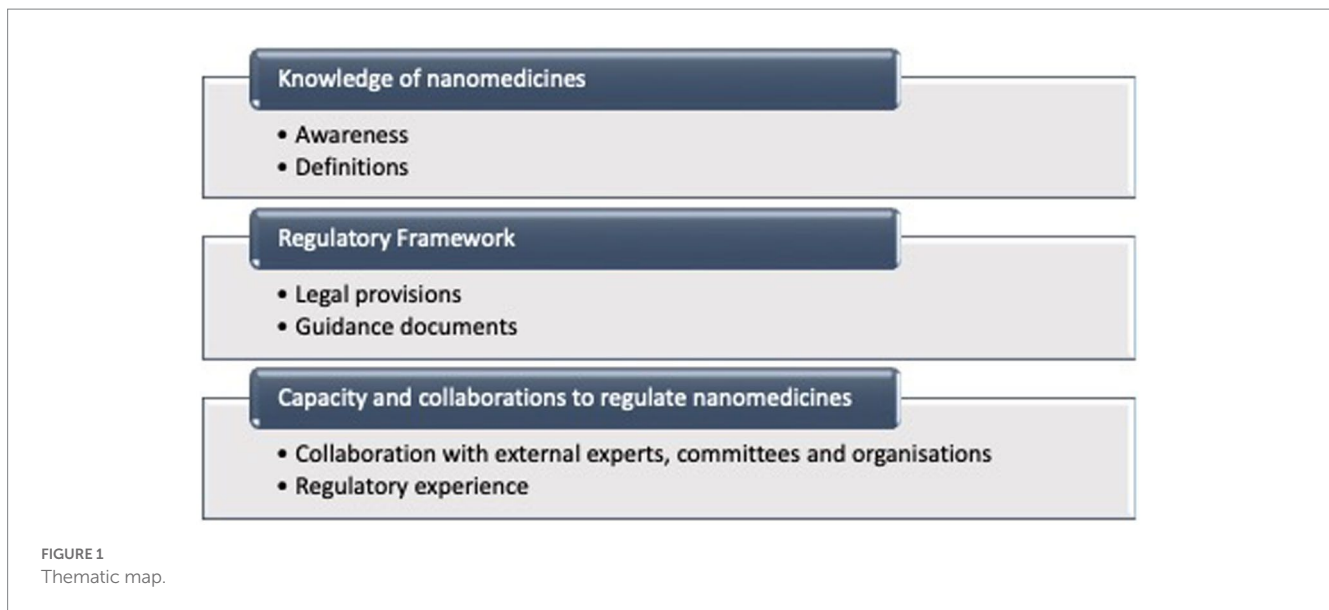 Knowledge of nanomedicines
• Awareness
• Definitions
Regulatory Framework
• Legal provisions
• Guidance documents
Capacity and collaborations to regulate nanomedicines
• Collaboration with external experts, committees and organisations
• Regulatory experience
FIGURE 1
Thematic map.